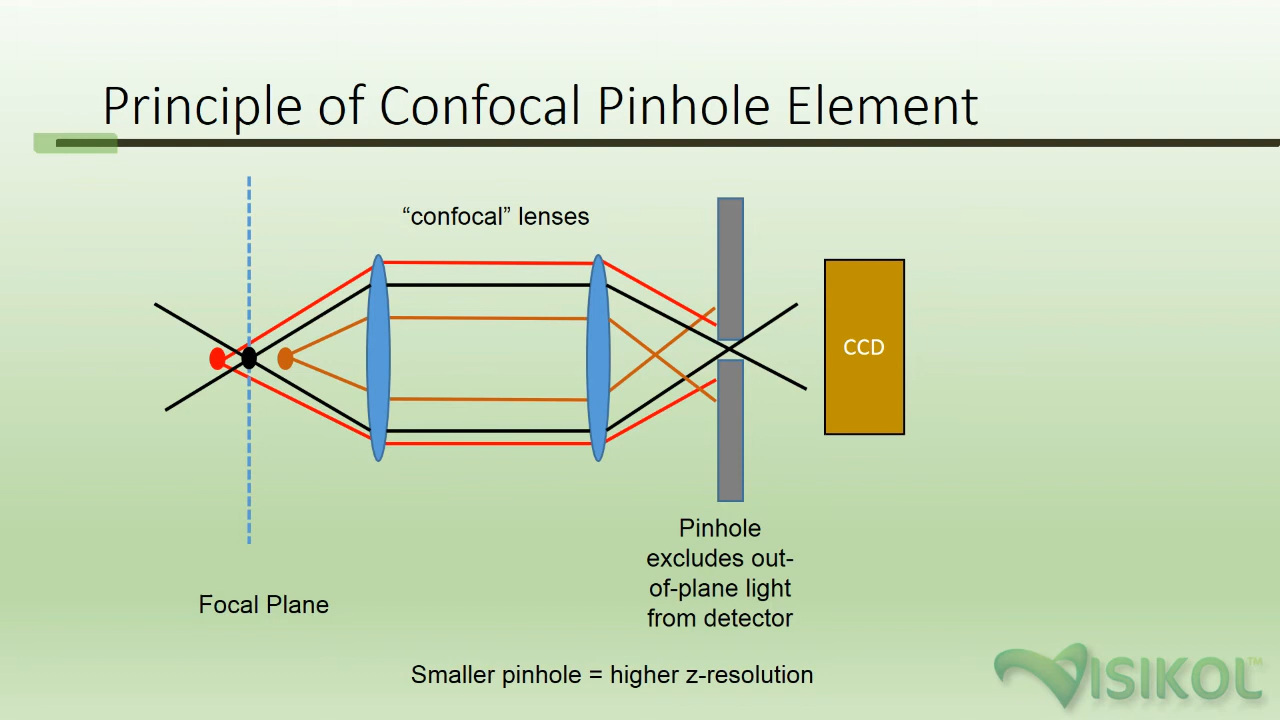 Principle of Confocal Pinhole Element
“confocal” lenses
CCD
Pinhole
excludes out-
of-plane light
from detector
Focal Plane
Smaller pinhole = higher z-resolution
VISIKOL™